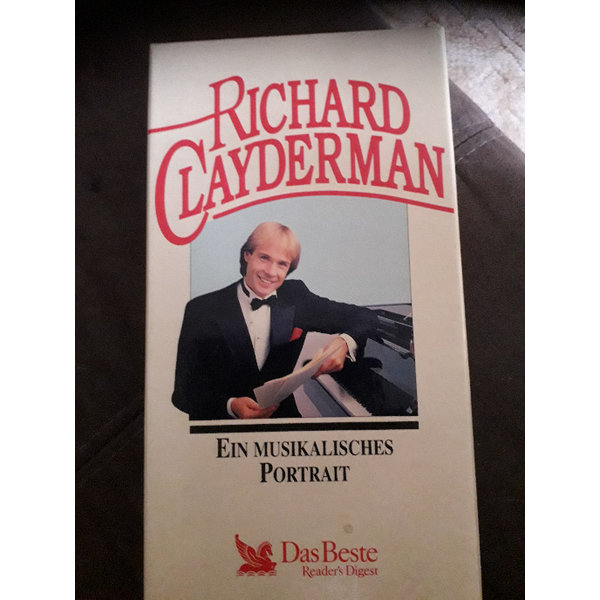 RICHARD
CLAYDERMAN
EIN MUSIKALISCHES
PORTRAIT
Das Beste
Reader's Digest